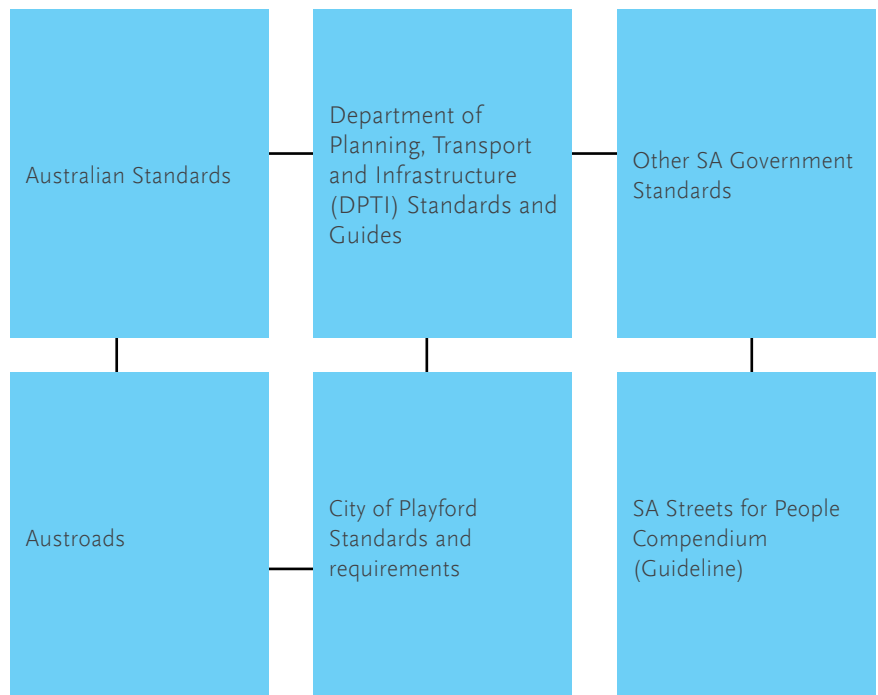 Australian Standards
Department of
Planning, Transport
and Infrastructure
(DPTI) Standards and
Guides
Other SA Government
Standards
Austroads
City of Playford
Standards and
requirements
SA Streets for People
Compendium
(Guideline)